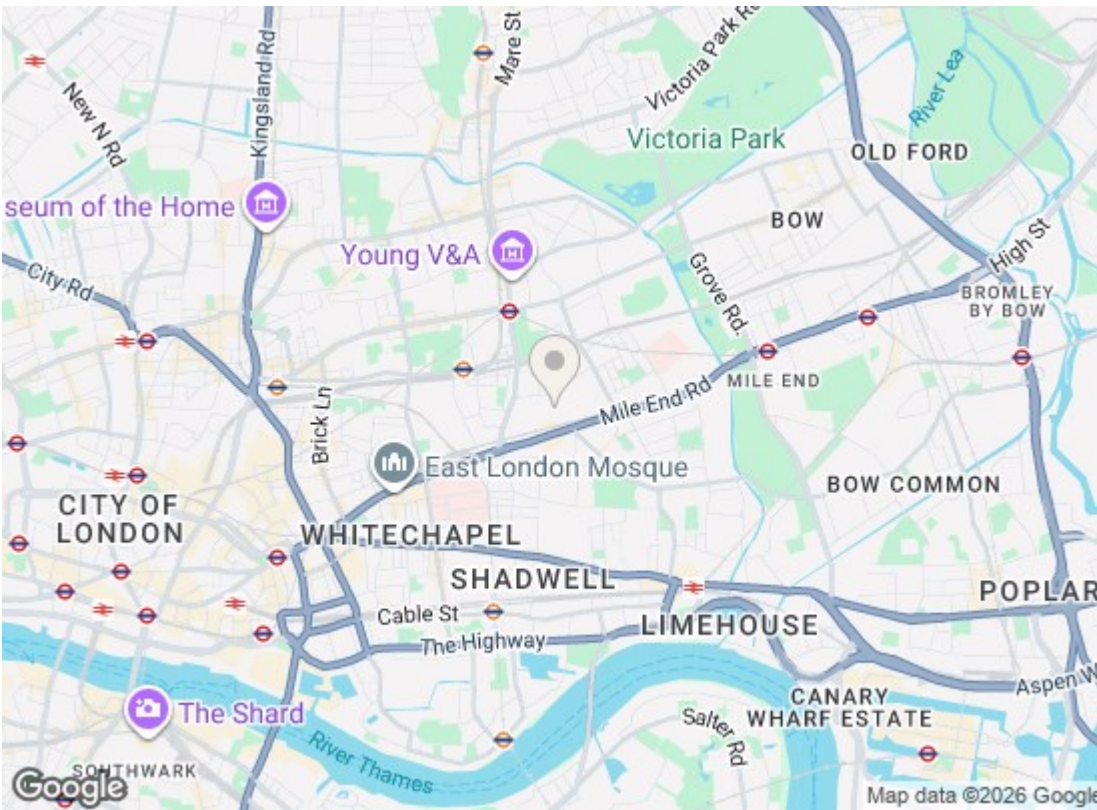 Mare St
Victoria Park Rd
River Lea
New N Rd
Kingsland Rd
Victoria Park
OLD FORD
seum of the Home
BOW
Young V&A
High St
City Rd
Grove Rd.
BROMLEY
BY BOW
MILE END
Brick Ln
Mile End Rd
East London Mosque
BOW COMMON
CITY OF
LONDON
WHITECHAPEL
SHADWELL
POPLAR
Cable St
LIMEHOUSE
The Highway
Aspen W
CANARY
WHARF ESTATE
The Shard
Salter Rd
River Thames
SOUTHWARK
Google
Map data ©2026 Google